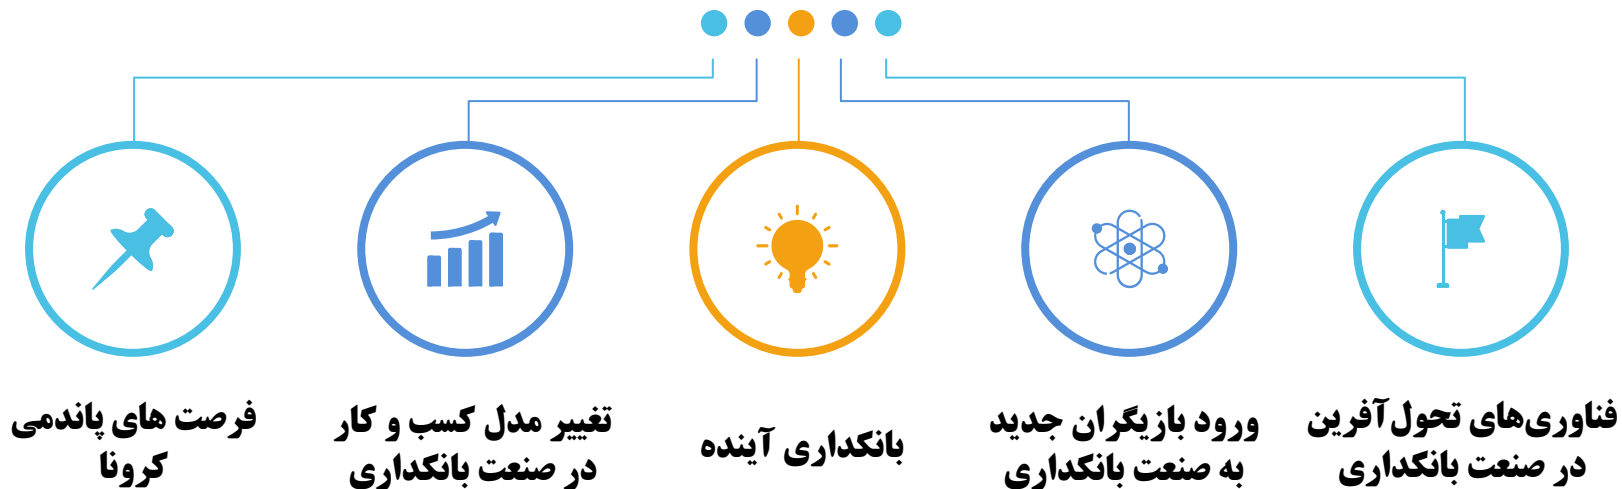 فناوری‌های تحول‌آفرین
در صنعت بانکداری
ورود بازیگران جدید
به صنعت بانکداری
بانکداری آینده
تغییر مدل کسب و کار
در صنعت بانکداری
فرصت های پاندمی
کرونا